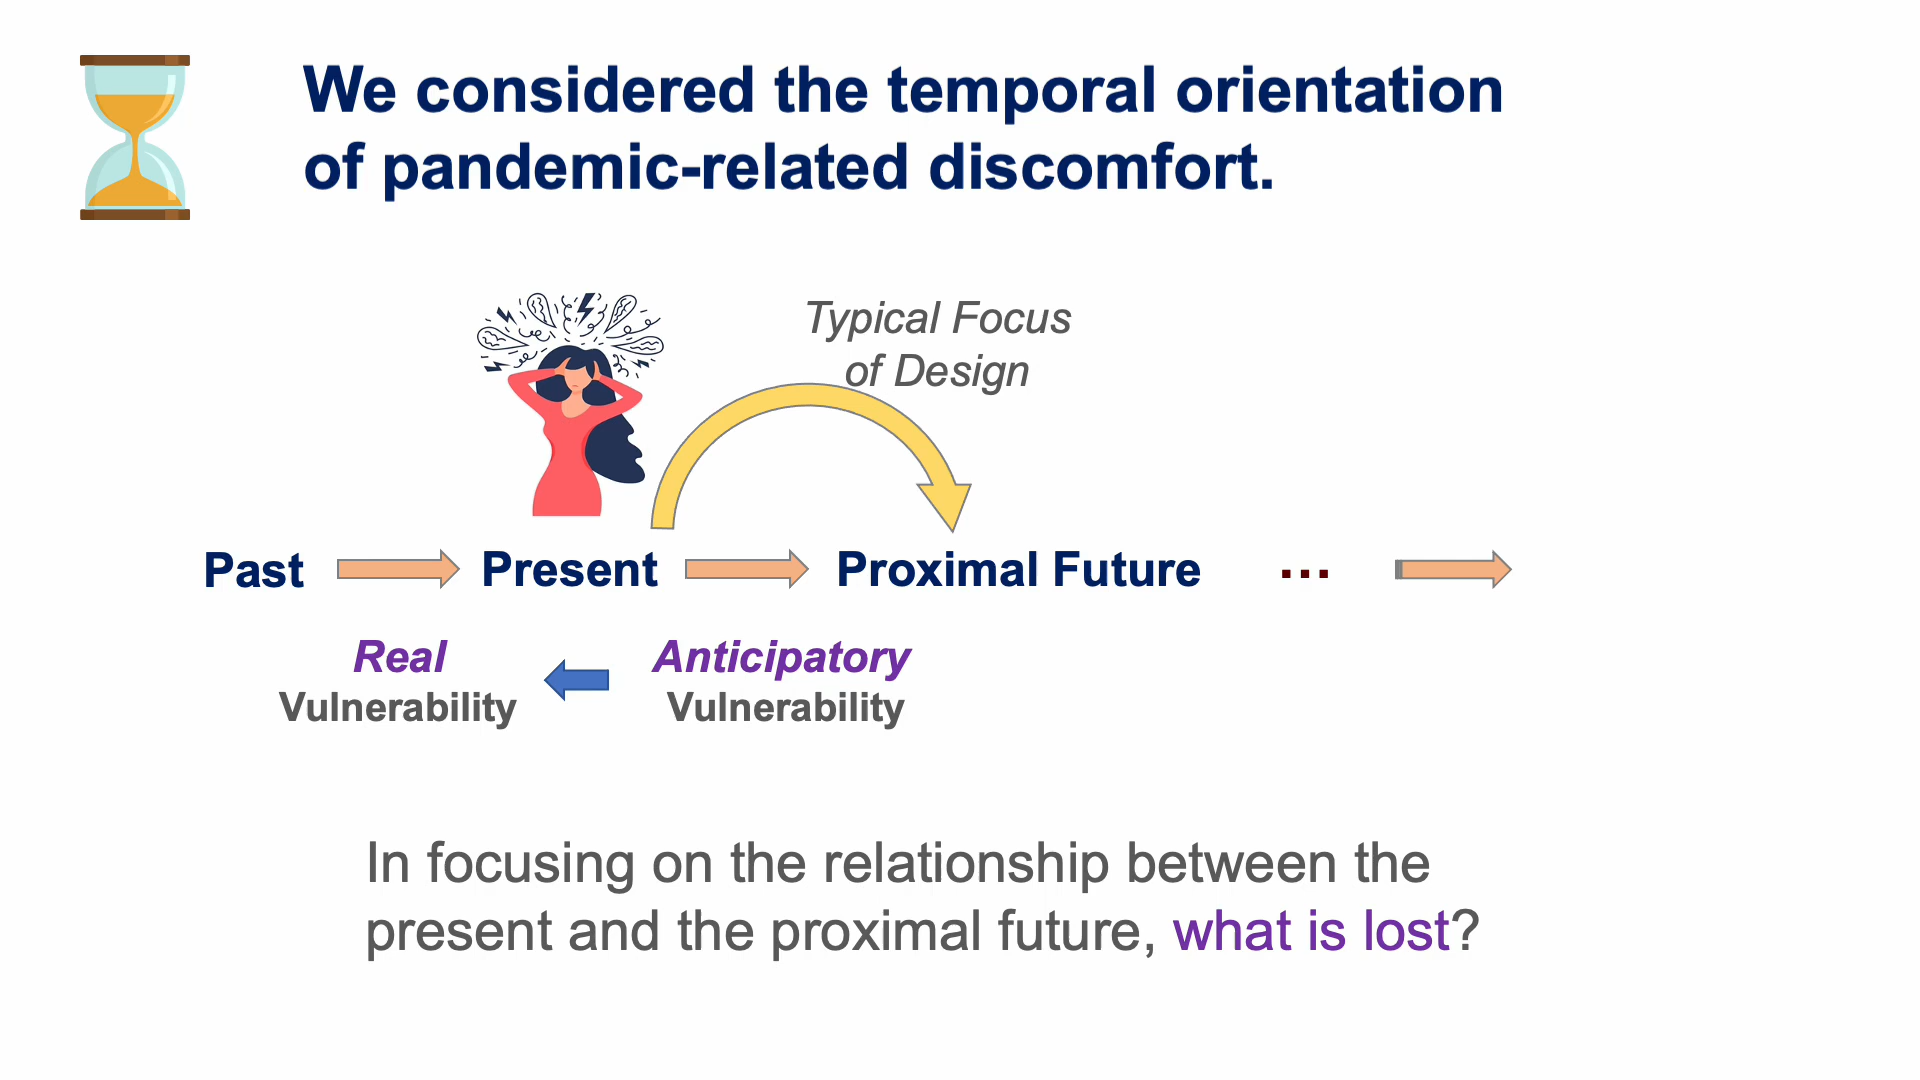 We considered the temporal orientation
of pandemic-related discomfort.
Typical Focus
of Design
Past
Present
Proximal Future
...
Real
Vulnerability
Anticipatory
Vulnerability
In focusing on the relationship between the
present and the proximal future, what is lost?